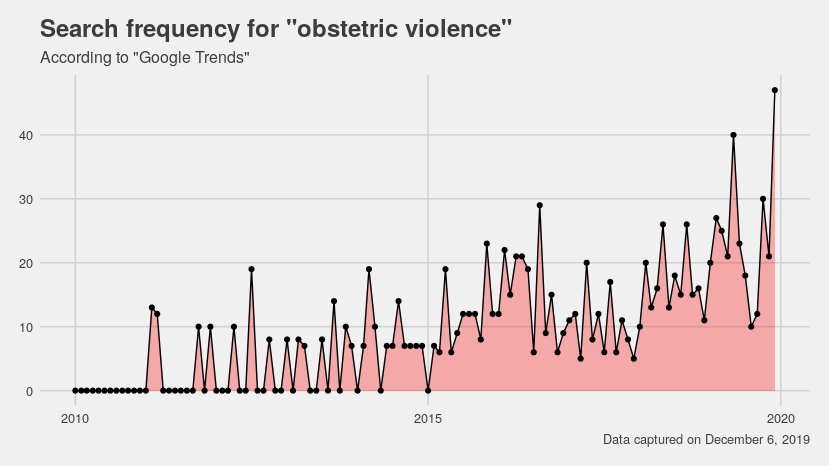 Search frequency for "obstetric violence"
According to "Google Trends"
40
30
20
10
0
2010 2015 2020
Data captured on December 6, 2019